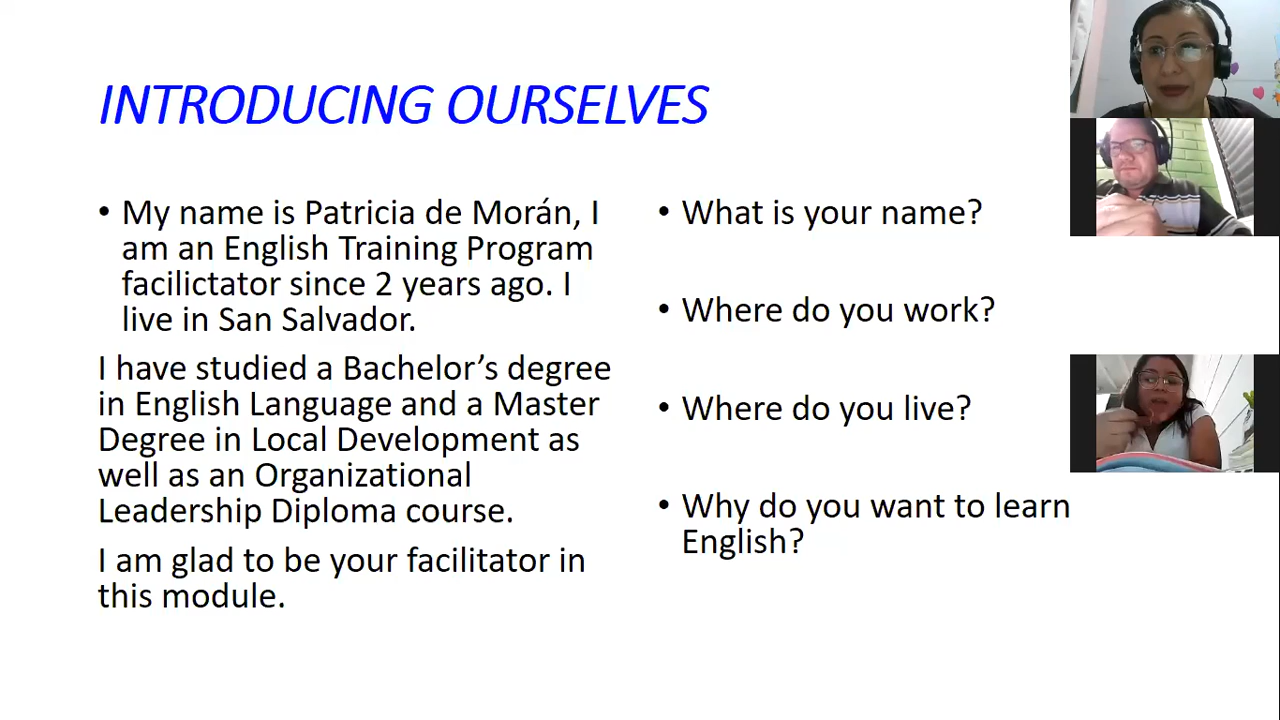 INTRODUCING OURSELVES
• My name is Patricia de Morán, I
am an English Training Program
facilictator since 2 years ago. I
live in San Salvador.
I have studied a Bachelor’s degree
in English Language and a Master
Degree in Local Development as
well as an Organizational
Leadership Diploma course.
I am glad to be your facilitator in
this module.
• What is your name?
• Where do you work?
• Where do you live?
• Why do you want to learn
English?